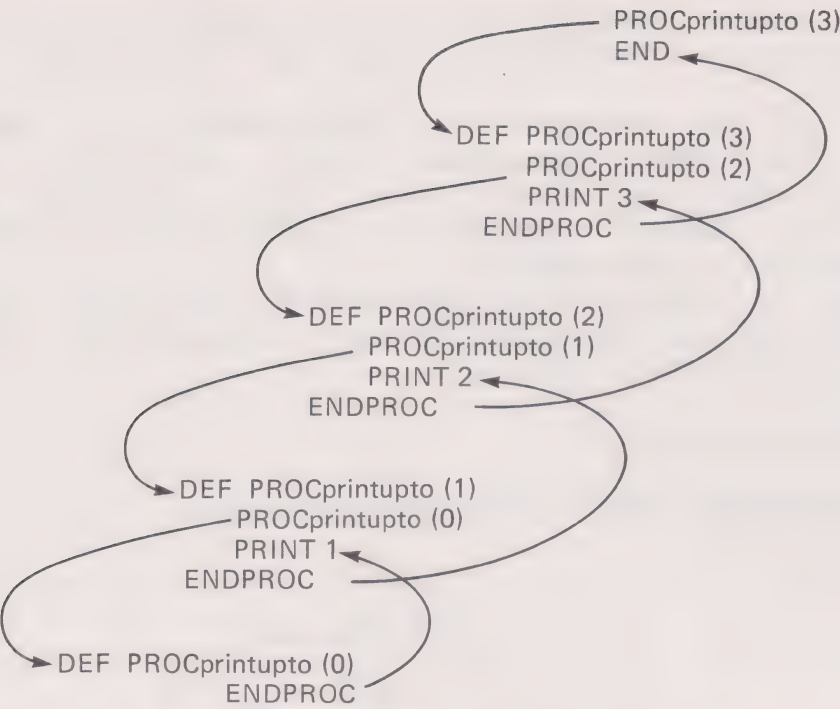 PROCprintupto (3)
END
DEF PROCprintupto (3)
PROCprintupto (2)
PRINT 3
ENDPROC
DEF PROCprintupto (2)
PROCprintupto (1)
PRINT 2
ENDPROC
DEF PROCprintupto (1)
PROCprintupto (0)
PRINT 1
ENDPROC
DEF PROCprintupto (0)
ENDPROC